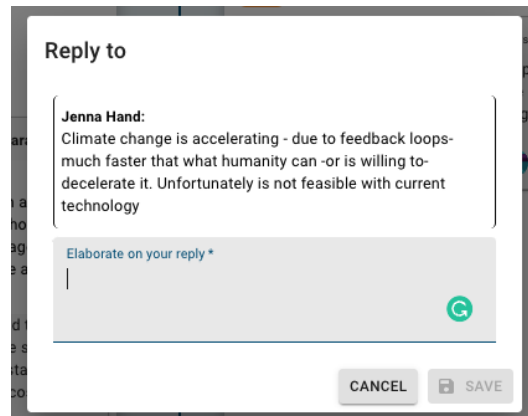 Reply to
Jenna Hand:
Climate change is accelerating - due to feedback loops-
much faster that what humanity can -or is willing to-
decelerate it. Unfortunately is not feasible with current
technology
Elaborate on your reply *
CANCEL
SAVE